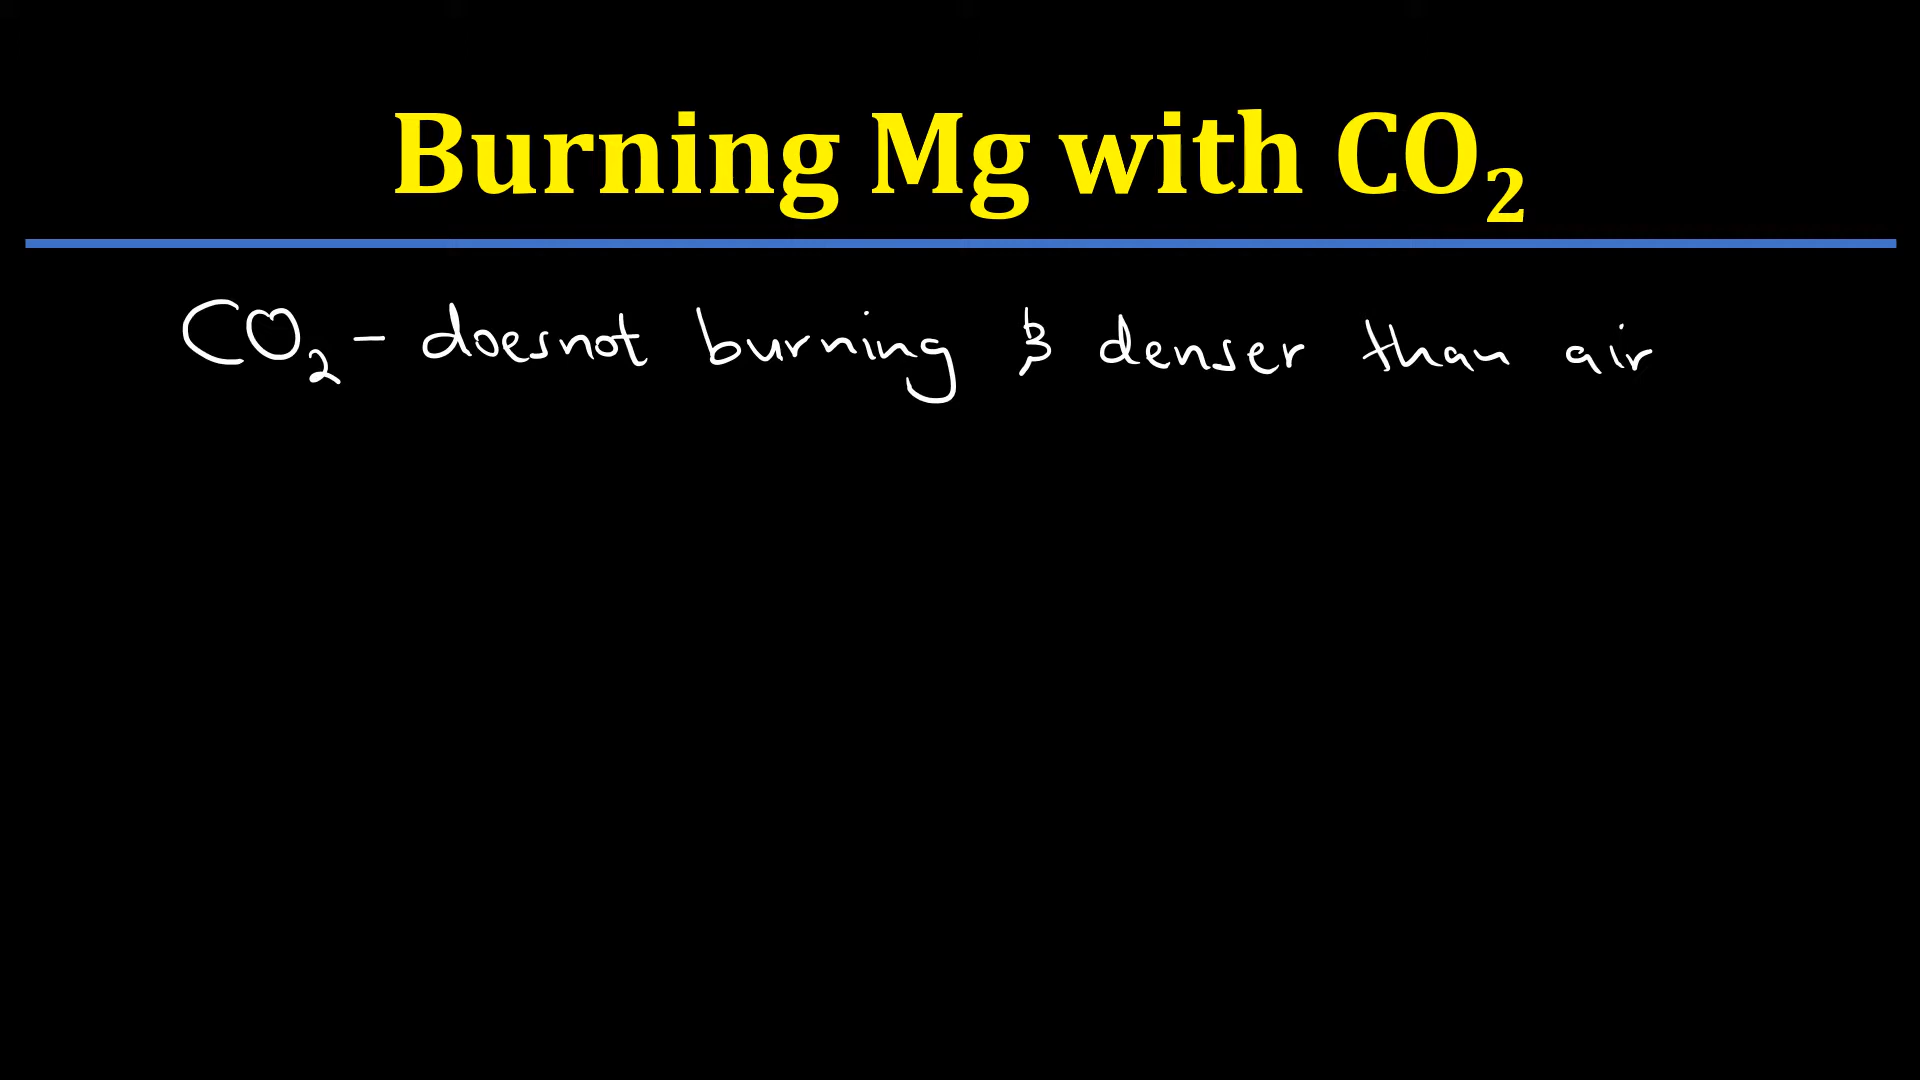 Burning Mg with CO₂
CO₂ - doesnot burning & denser than air